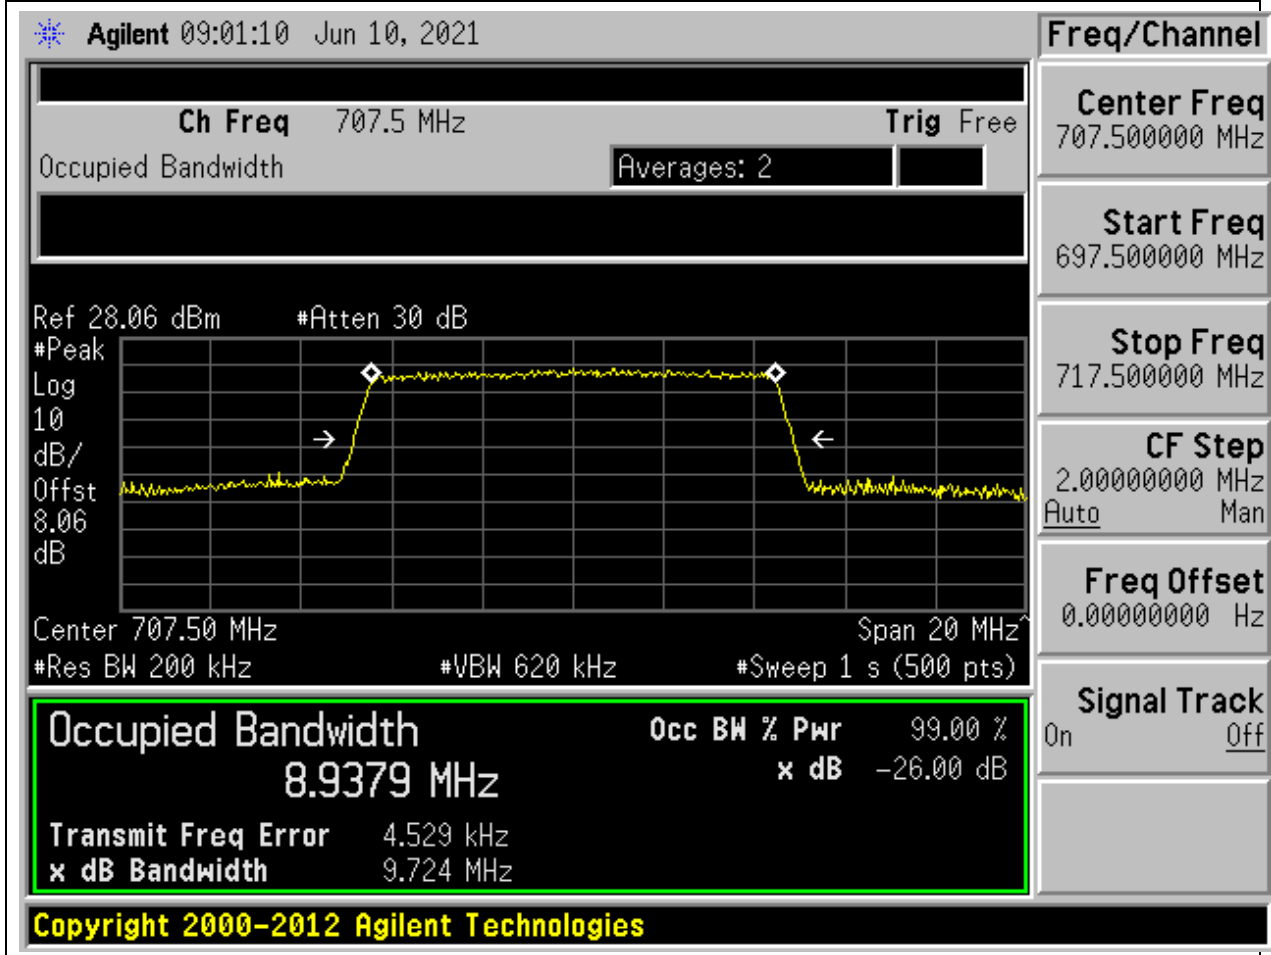 Agilent 09:01:10 Jun 10, 2021
Freq/Channel
Ch Freq 707.5 MHz Trig Free
Occupied Bandwidth Averages: 2
Center Freq
707.500000 MHz
Start Freq
697.500000 MHz
Stop Freq
717.500000 MHz
CF Step
2.00000000 MHz
Auto Man
Freq Offset
0.00000000 Hz
Signal Track
On Off
Ref 28.06 dBm #Atten 30 dB
#Peak
Log
10
dB/
Offst
8.06
dB
Center 707.50 MHz Span 20 MHz^
#Res BW 200 kHz #VBW 620 kHz #Sweep 1 s (500 pts)
Occupied Bandwidth Occ BW % Pwr 99.00 %
8.9379 MHz x dB -26.00 dB
Transmit Freq Error 4.529 kHz
x dB Bandwidth 9.724 MHz
Copyright 2000-2012 Agilent Technologies